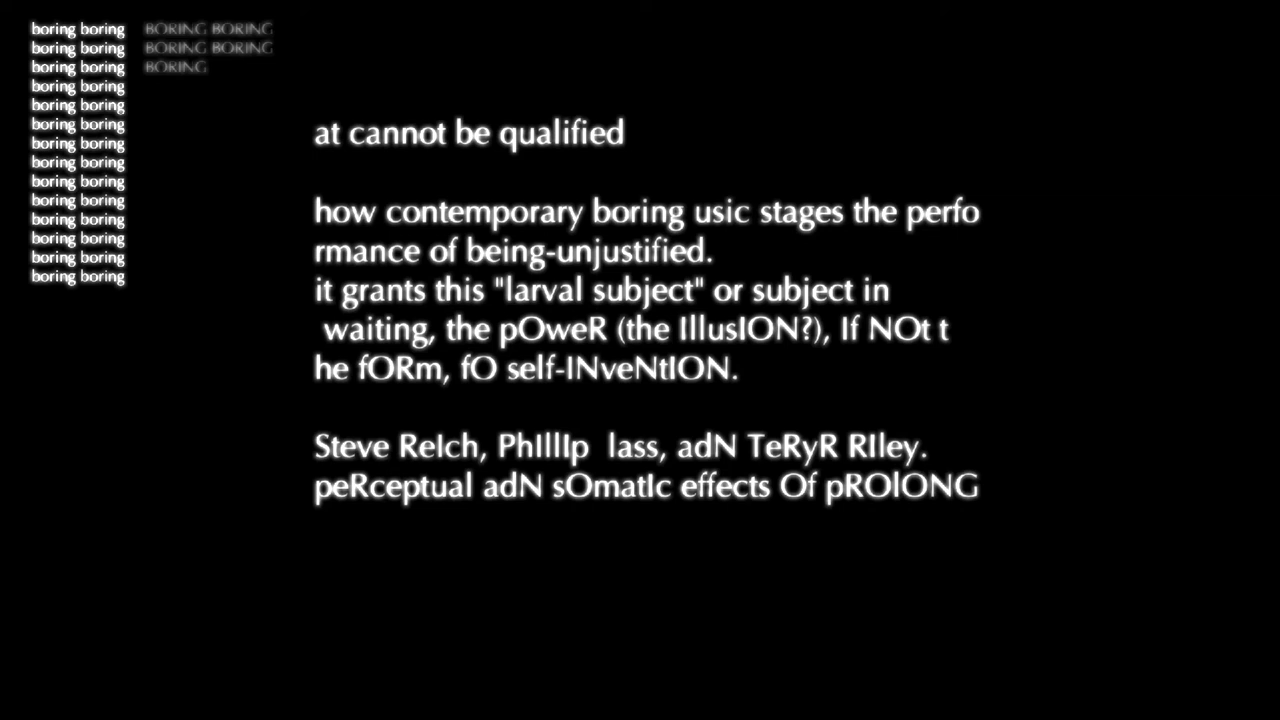 boring boring
boring boring
boring boring
boring boring
boring boring
boring boring
boring boring
boring boring
boring boring
boring boring
boring boring
boring boring
boring boring
boring boring
BORING BORING
BORING BORING
BORING
at cannot be qualified
how contemporary boring usic stages the perfo
rmance of being-unjustified.
it grants this "larval subject" or subject in
waiting, the pOweR (the IllusION?), If NOt t
he fORm, fO self-INveNtION.
Steve ReIch, PhIllIp  lass, adN TeRyR RIley.
peRceptual adN sOmatIc effects Of pROlONG